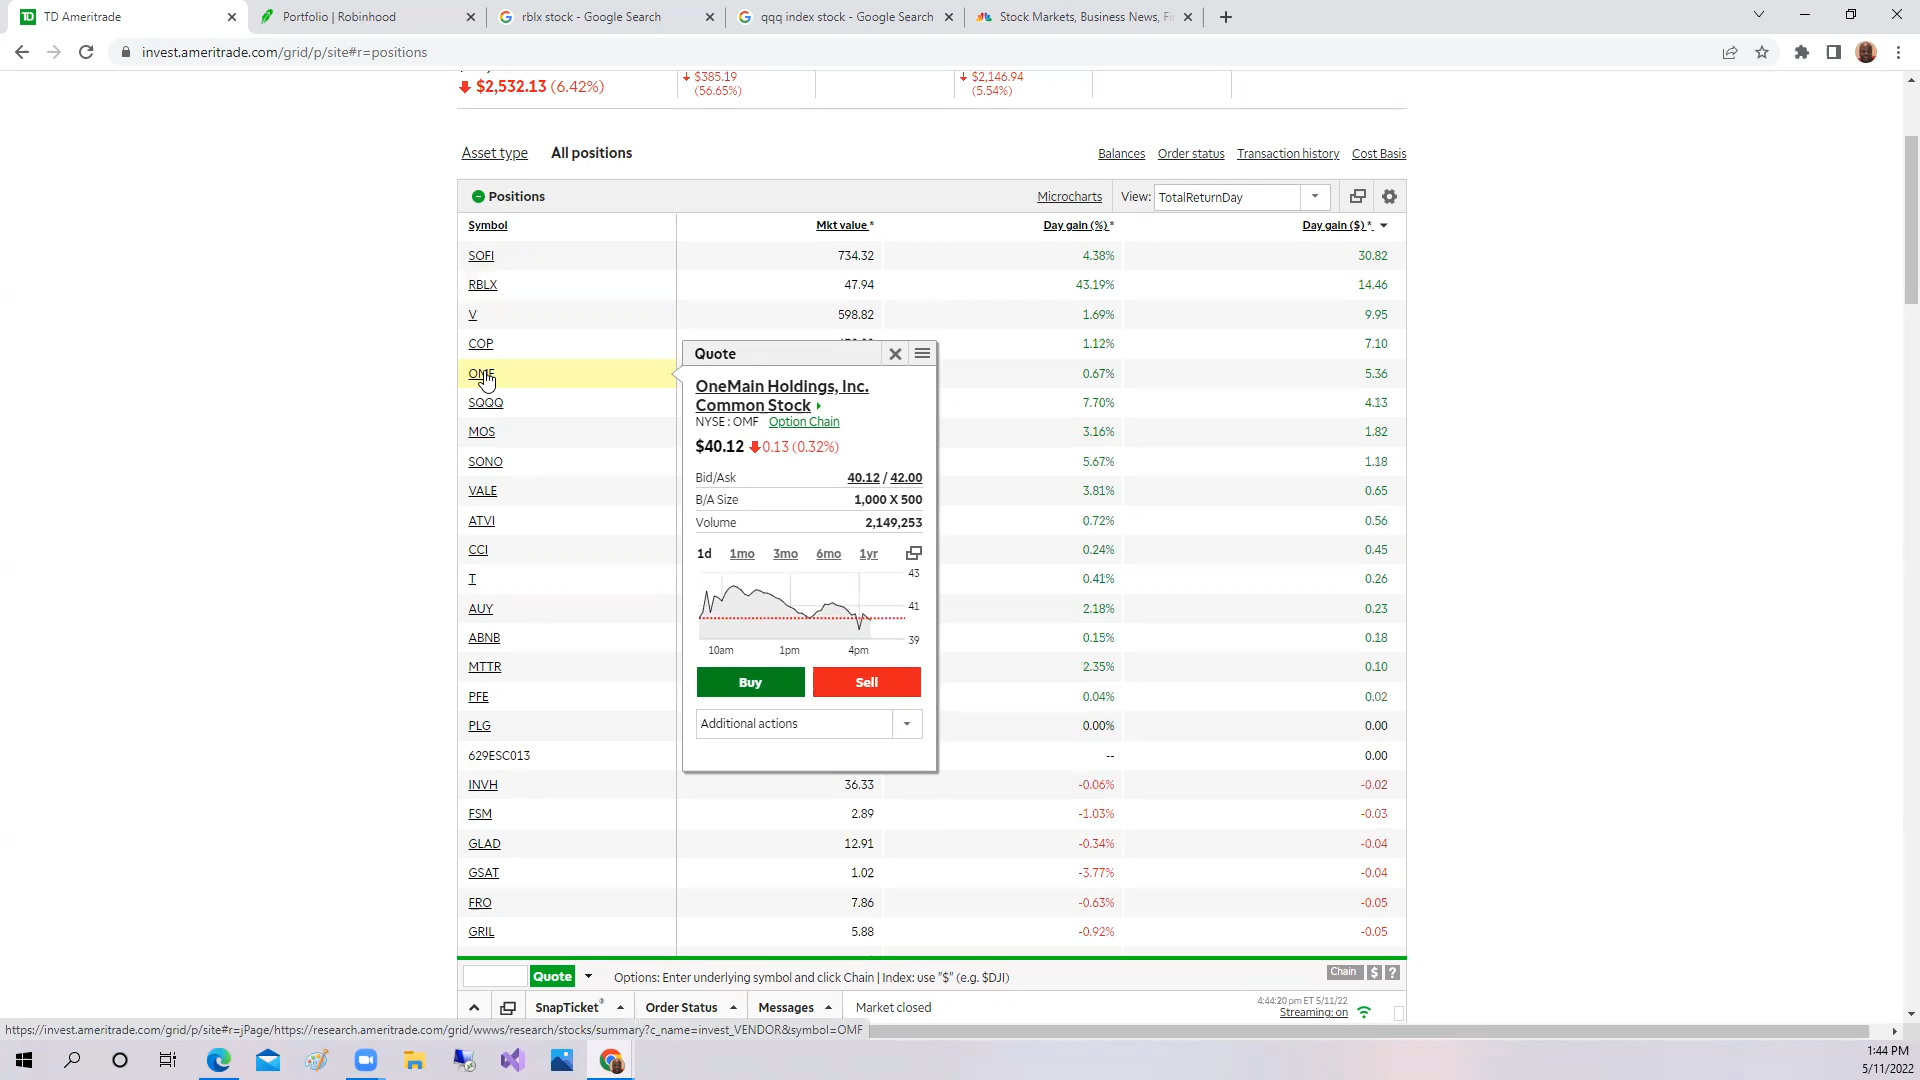 TD Ameritrade
Portfolio | Robinhood
rblx stock - Google Search
qqq index stock - Google Search
Stock Markets, Business News, Fi
invest.ameritrade.com/grid/p/site#r=positions
$2,532.13 (6.42%)
$385.19
(56.65%)
$2,146.94
(5.54%)
Asset type All positions
Balances Order status Transaction history Cost Basis
Positions Microcharts View: TotalReturnDay
Symbol Mkt value * Day gain (%) * Day gain ($) *
SOFI 734.32 4.38% 30.82
RBLX 47.94 43.19% 14.46
V 598.82 1.69% 9.95
COP 1.12% 7.10
OMF 0.67% 5.36
SQQQ 7.70% 4.13
MOS 3.16% 1.82
SONO 5.67% 1.18
VALE 3.81% 0.65
ATVI 0.72% 0.56
CCI 0.24% 0.45
T 0.41% 0.26
AUY 2.18% 0.23
ABNB 0.15% 0.18
MTTR 2.35% 0.10
PFE 0.04% 0.02
PLG 0.00% 0.00
629ESC013 -- 0.00
INVH 36.33 -0.06% -0.02
FSM 2.89 -1.03% -0.03
GLAD 12.91 -0.34% -0.04
GSAT 1.02 -3.77% -0.04
FRO 7.86 -0.63% -0.05
GRIL 5.88 -0.92% -0.05
Quote
OneMain Holdings, Inc.
Common Stock
NYSE : OMF Option Chain
$40.12 0.13 (0.32%)
Bid/Ask 40.12 / 42.00
B/A Size 1,000 X 500
Volume 2,149,253
1d 1mo 3mo 6mo 1yr
43
41
39
10am 1pm 4pm
Buy Sell
Additional actions
Quote Options: Enter underlying symbol and click Chain | Index: use "$" (e.g. $DJI) Chain $ ?
SnapTicket® Order Status Messages Market closed
4:44:20 pm ET 5/11/22
Streaming: on
https://invest.ameritrade.com/grid/p/site#r=jPage/https://research.ameritrade.com/grid/wwws/research/stocks/summary?c_name=invest_VENDOR&symbol=OMF
1:44 PM
5/11/2022